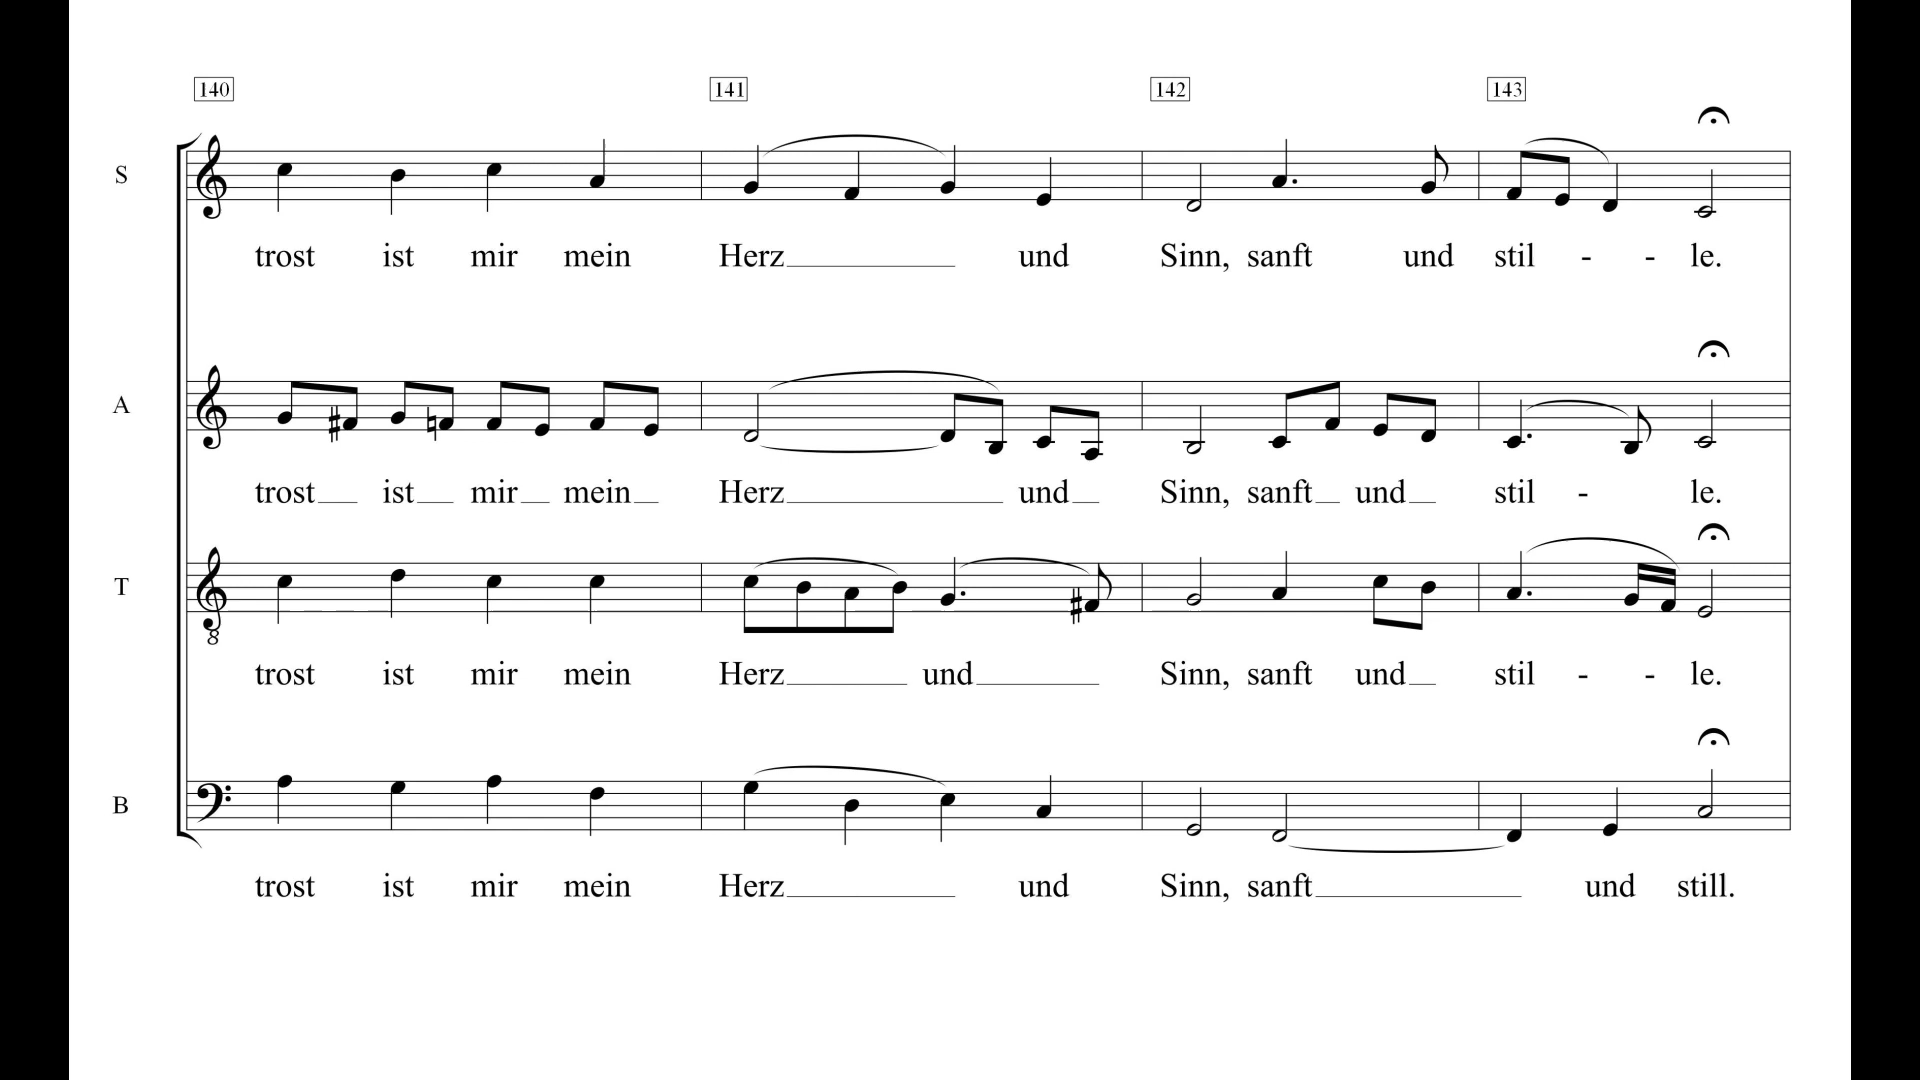 140 141 142 143
S
trost ist mir mein Herz und Sinn, sanft und stil - - le.
A
trost ist mir mein Herz und Sinn, sanft und stil - le.
T
8
trost ist mir mein Herz und Sinn, sanft und stil - - le.
B
trost ist mir mein Herz und Sinn, sanft und still.